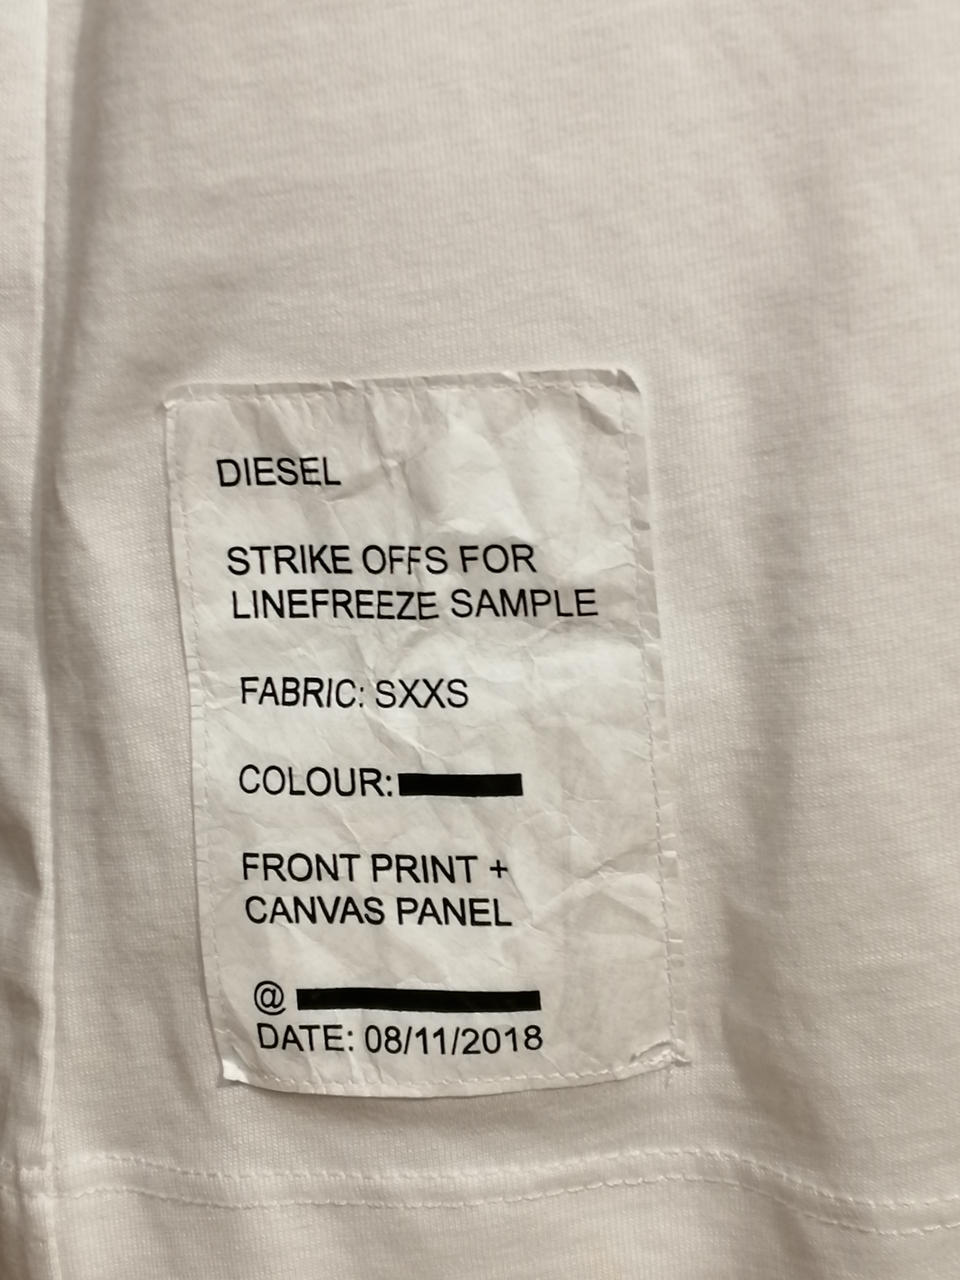 DIESEL
STRIKE OFFS FOR
LINEFREEZE SAMPLE
FABRIC: SXXS
COLOUR:
FRONT PRINT +
CANVAS PANEL
@
DATE: 08/11/2018